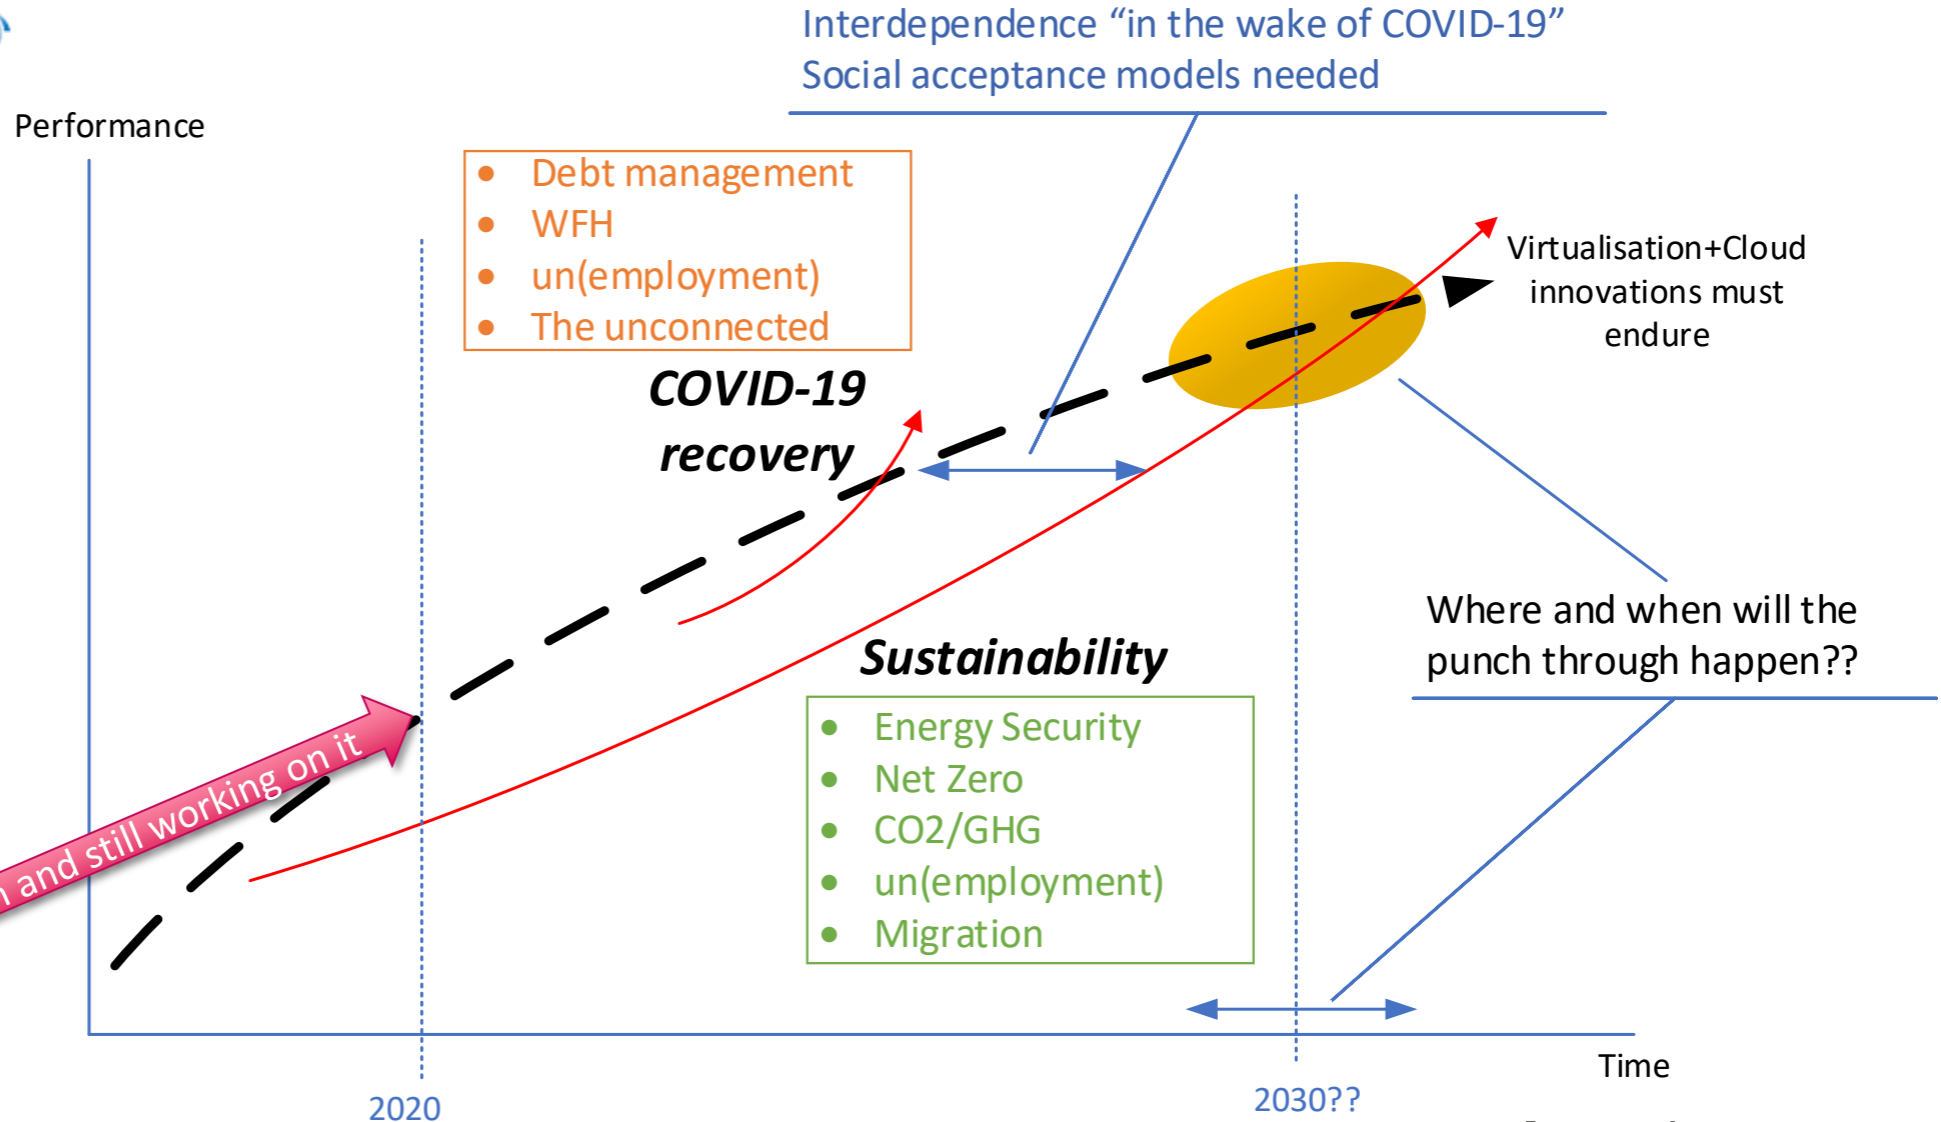 Interdependence “in the wake of COVID-19”
Social acceptance models needed
Performance
• Debt management
• WFH
• un(employment)
• The unconnected
COVID-19
recovery
Virtualisation+Cloud
innovations must
endure
Where and when will the
punch through happen??
Sustainability
• Energy Security
• Net Zero
• CO2/GHG
• un(employment)
• Migration
and still working on it
Time
2020
2030??